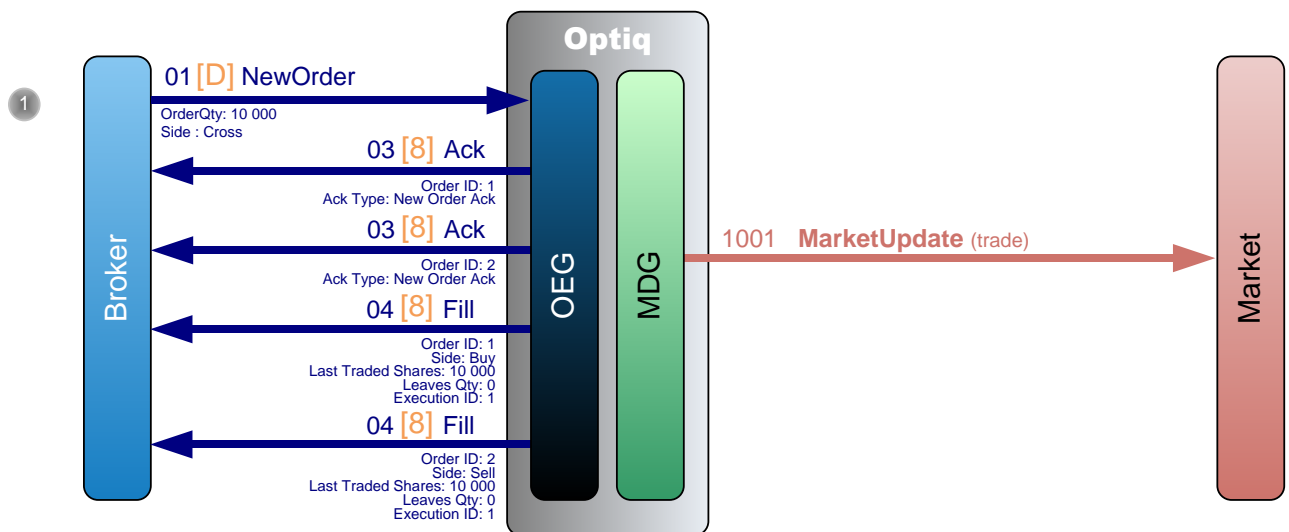 Optiq
1
01 [D] NewOrder
OrderQty: 10 000
Side : Cross
03 [8] Ack
Order ID: 1
Ack Type: New Order Ack
03 [8] Ack
Order ID: 2
Ack Type: New Order Ack
04 [8] Fill
Order ID: 1
Side: Buy
Last Traded Shares: 10 000
Leaves Qty: 0
Execution ID: 1
04 [8] Fill
Order ID: 2
Side: Sell
Last Traded Shares: 10 000
Leaves Qty: 0
Execution ID: 1
Broker
OEG
MDG
1001 MarketUpdate (trade)
Market